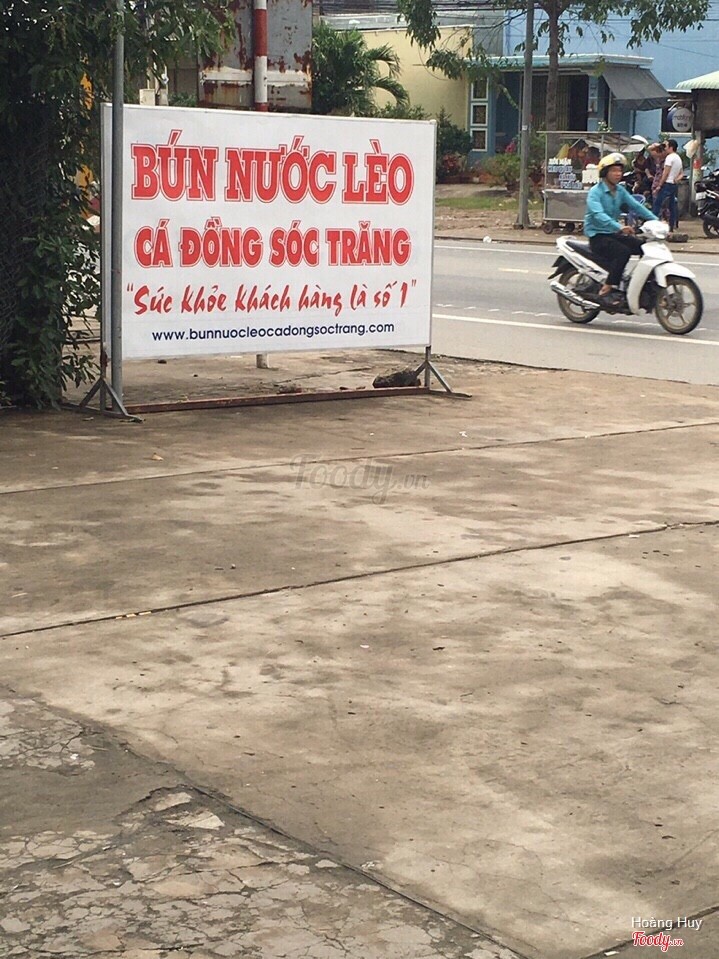 BÚN NƯỚC LÈO
CÁ ĐỒNG SÓC TRĂNG
"Sức khỏe khách hàng là số 1"
www.bunnuocleocadongsoctrang.com
Foody.vn
Hoàng Huy
Foody.vn